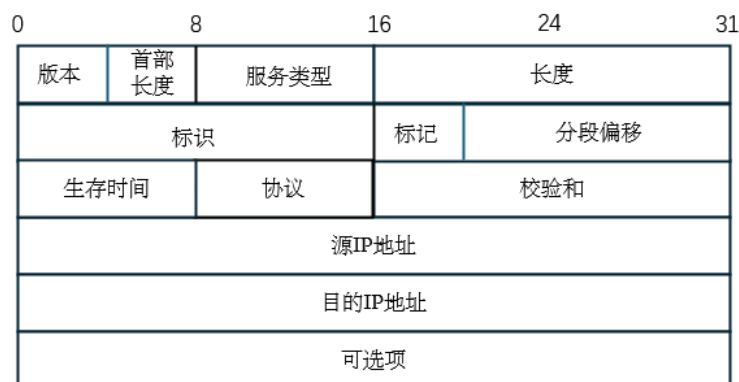 0 8 16 24 31
版本 首部长度 服务类型 长度
标识 标记 分段偏移
生存时间 协议 校验和
源IP地址
目的IP地址
可选项